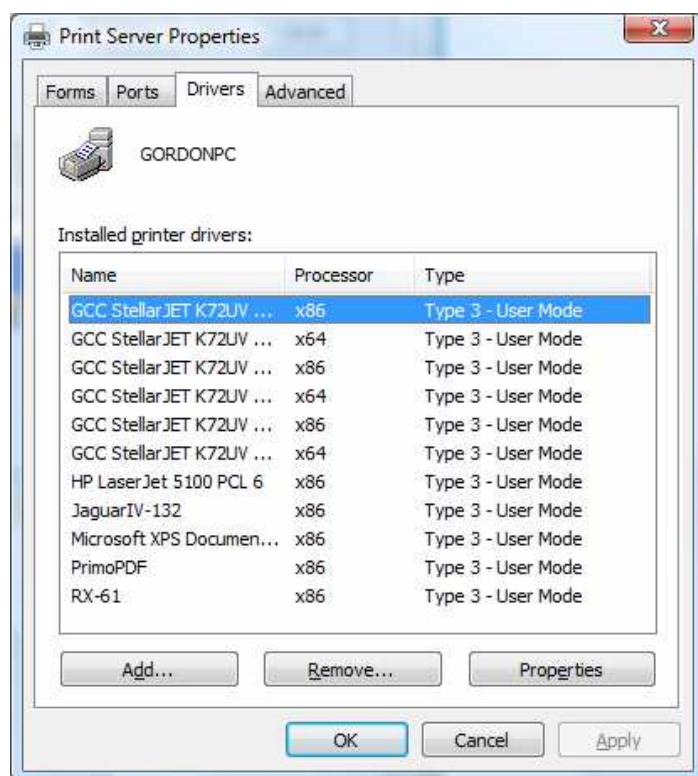 Print Server Properties
Forms Ports Drivers Advanced
GORDONPC
Installed printer drivers:
Name Processor Type
GCC StellarJET K72UV ... x86 Type 3 - User Mode
GCC StellarJET K72UV ... x64 Type 3 - User Mode
GCC StellarJET K72UV ... x86 Type 3 - User Mode
GCC StellarJET K72UV ... x64 Type 3 - User Mode
GCC StellarJET K72UV ... x86 Type 3 - User Mode
GCC StellarJET K72UV ... x64 Type 3 - User Mode
HP LaserJet 5100 PCL 6 x86 Type 3 - User Mode
JaguarIV-132 x86 Type 3 - User Mode
Microsoft XPS Documen... x86 Type 3 - User Mode
PrimoPDF x86 Type 3 - User Mode
RX-61 x86 Type 3 - User Mode
Add... Remove... Properties
OK Cancel Apply